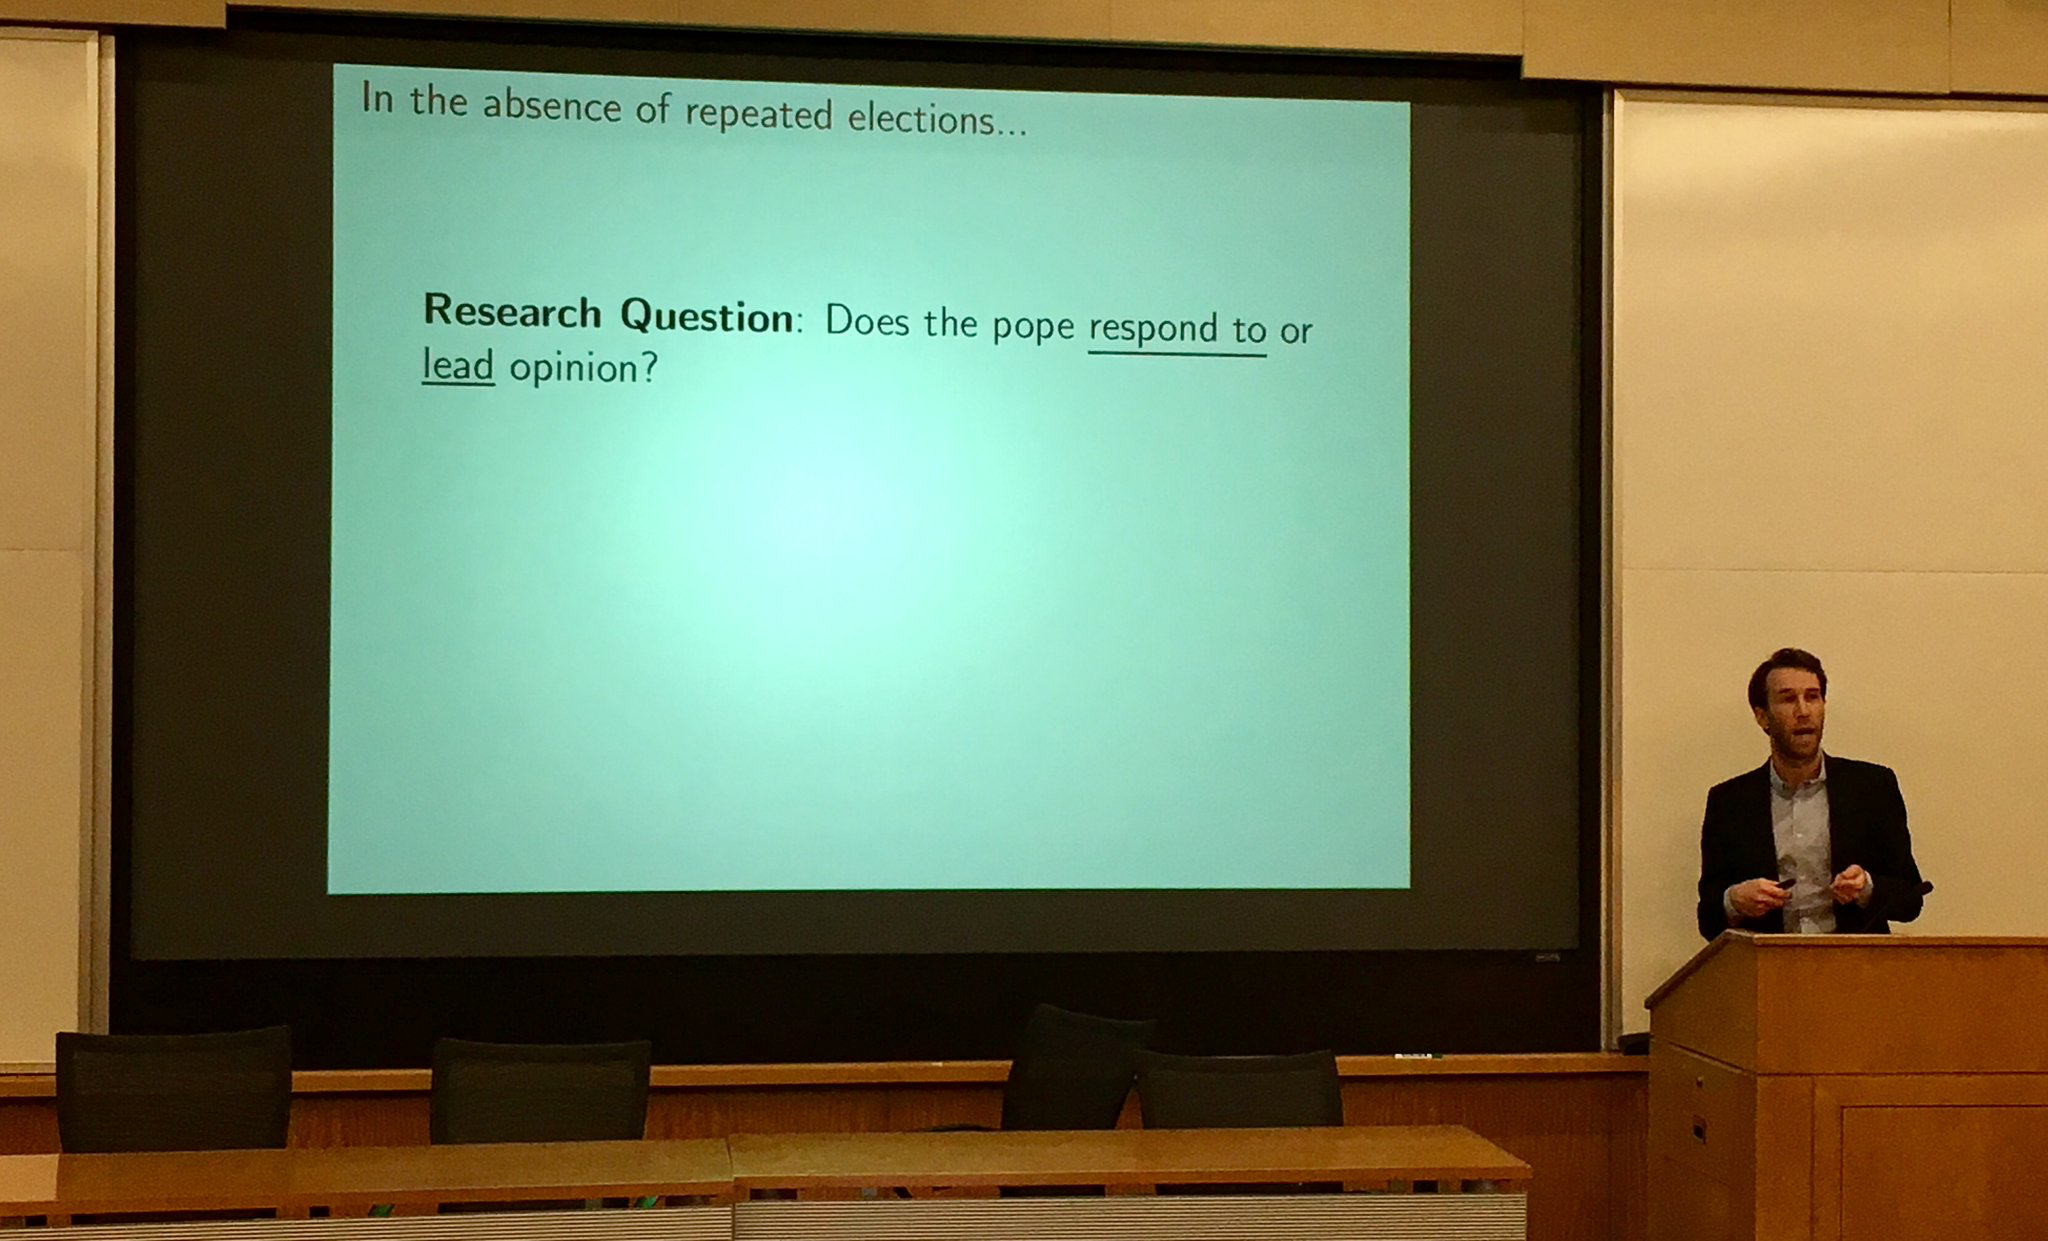 In the absence of repeated elections...
Research Question: Does the pope respond to or
lead opinion?